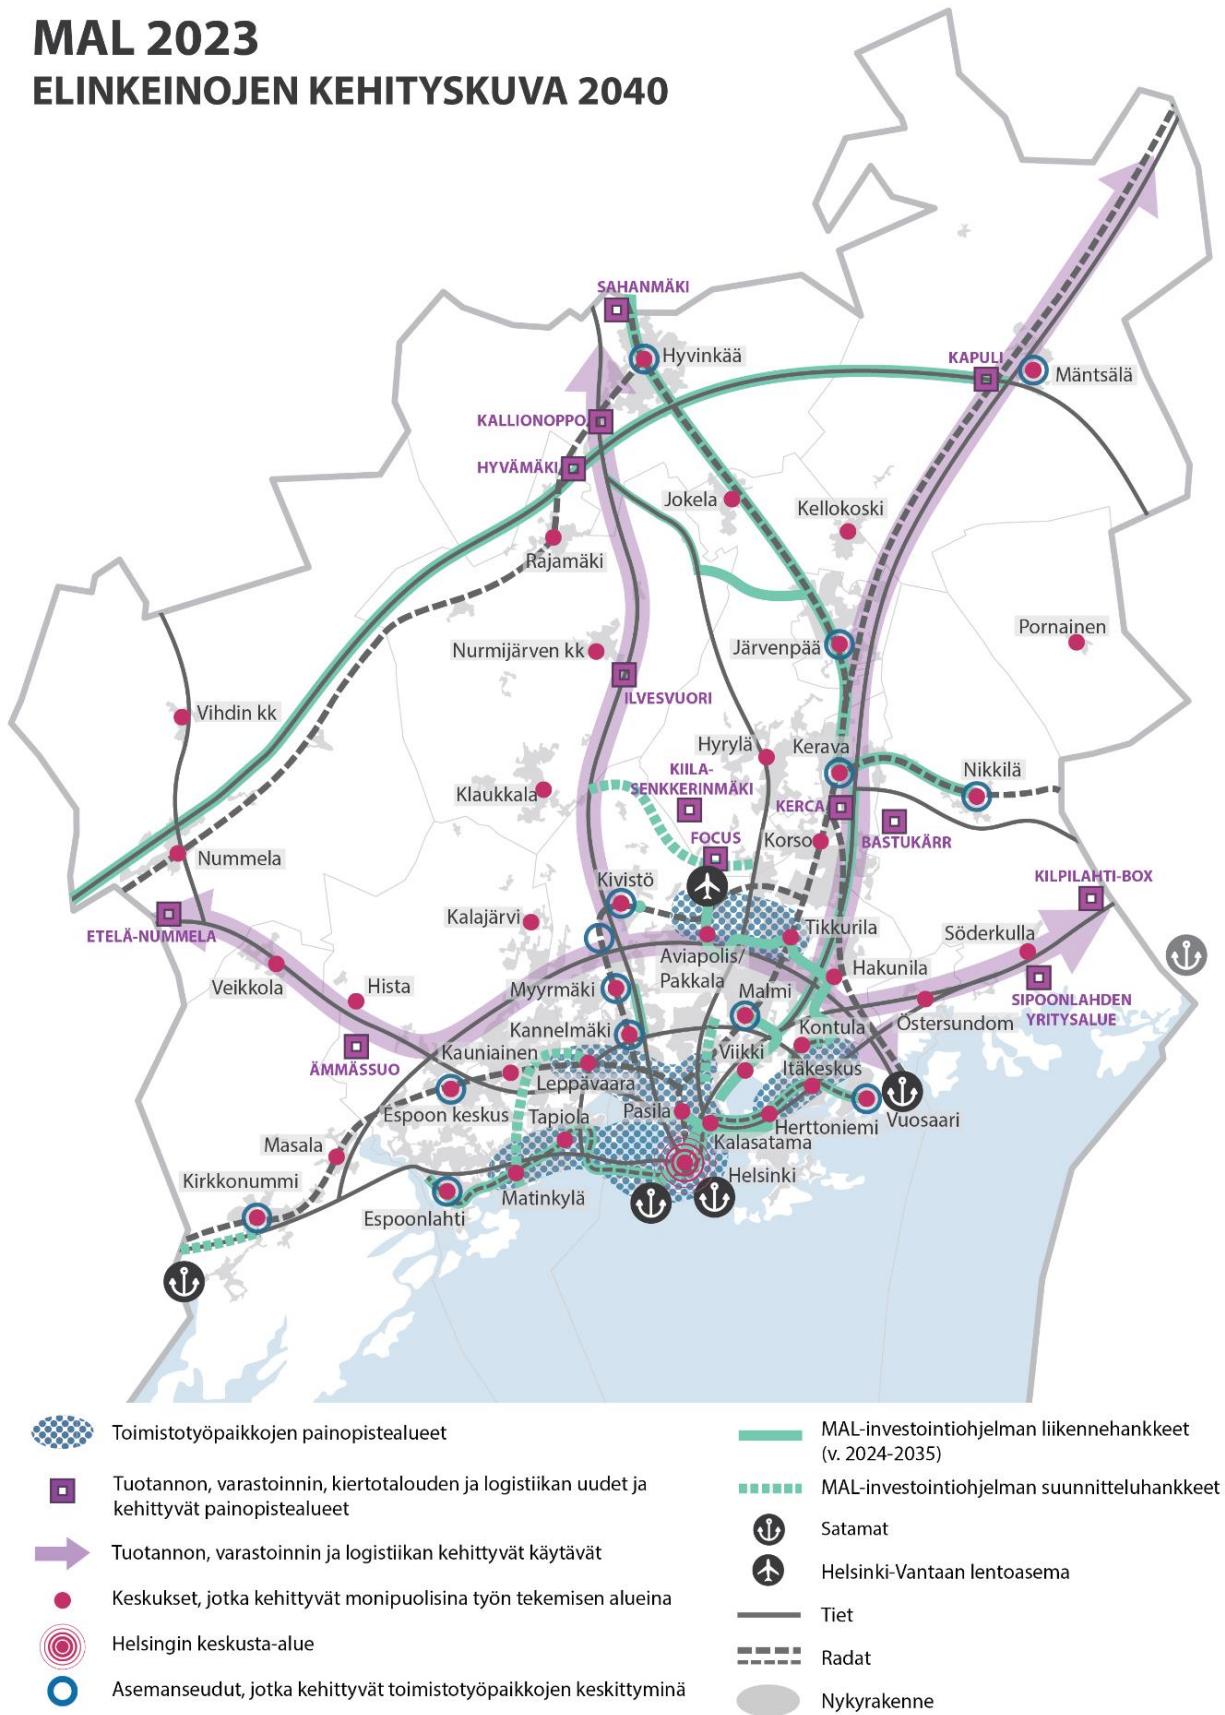 MAL 2023
ELINKEINOJEN KEHITYSKUVA 2040
SAHANMÄKI
Hyvinkää
KAPULI
Mäntsälä
KALLIONOPPO
HYVÄMÄKI
Jokela
Kellokoski
Rajamäki
Pornainen
Nurmijärven kk
Järvenpää
ILVESVUORI
Vihdin kk
Hyrylä
Kerava
Nikkilä
KIILA-
SENKKERINMÄKI
Klaukkala
KERCA
FOCUS
Korso
BASTUKÄRR
Nummela
KILPILAHTI-BOX
Kivistö
ETELÄ-NUMMELA
Kalajärvi
Tikkurila
Söderkulla
Aviapolis/
Pakkala
Hakunila
Veikkola
Hista
Myyrmäki
Malmi
SIPOONLAHDEN
YRITYSALUE
Östersundom
Kannelmäki
Kontula
Kauniainen
Viikki
ÄMMÄSSUO
Itäkeskus
Leppävaara
Espoon keskus
Tapiola
Pasila
Herttoniemi
Vuosaari
Masala
Kalasatama
Kirkkonummi
Helsinki
Matinkylä
Espoonlahti
Toimistotyöpaikkojen painopistealueet
Tuotannon, varastoinnin, kiertotalouden ja logistiikan uudet ja
kehittyvät painopistealueet
Tuotannon, varastoinnin ja logistiikan kehittyvät käytävät
Keskukset, jotka kehittyvät monipuolisina työn tekemisen alueina
Helsingin keskusta-alue
Asemanseudut, jotka kehittyvät toimistotyöpaikkojen keskittyminä
MAL-investointiohjelman liikennehankkeet
(v. 2024-2035)
MAL-investointiohjelman suunnitteluhankkeet
Satamat
Helsinki-Vantaan lentoasema
Tiet
Radat
Nykyrakenne